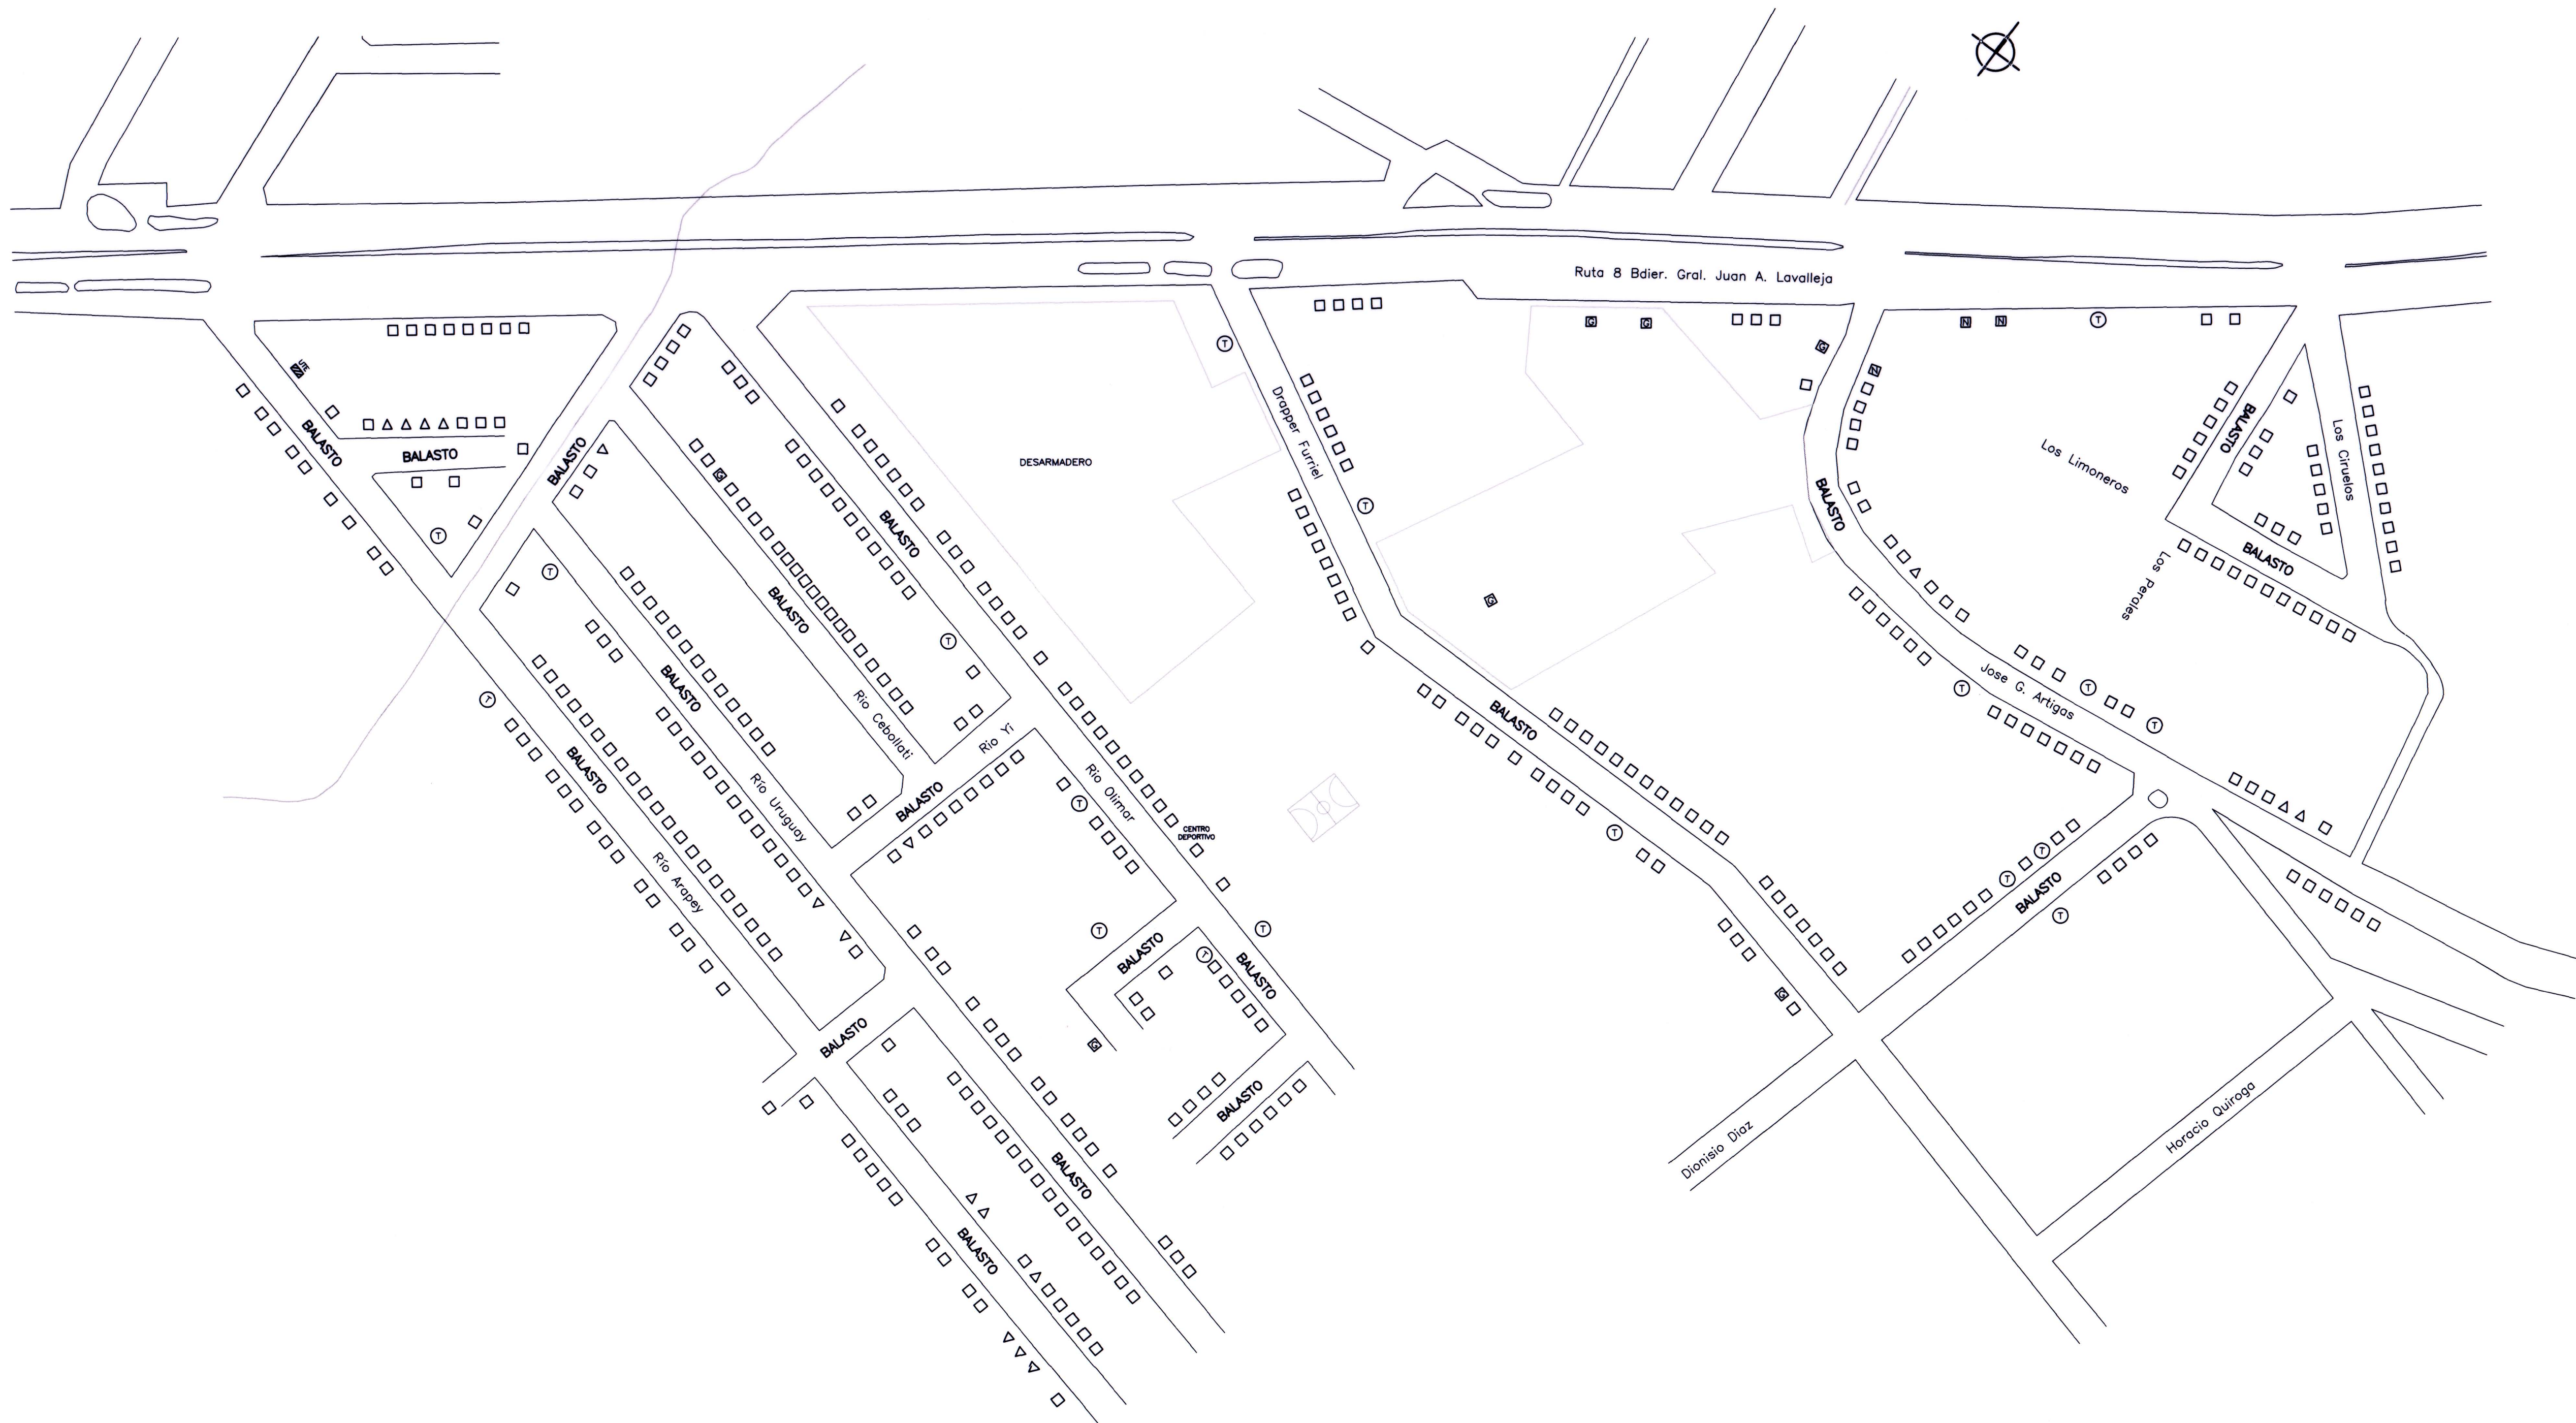 Ruta 8 Bdier. Gral. Juan A. Lavalleja
G
G
N
N
T
T
G
UTE
N
Drapper Furriel
BALASTO
BALASTO
Los Ciruelos
BALASTO
BALASTO
DESARMADERO
Los Limoneros
G
T
BALASTO
BALASTO
T
BALASTO
T
BALASTO
Los Perales
BALASTO
G
T
BALASTO
T
Jose G. Artigas
T
T
T
Río Cebollati
BALASTO
Río Yi
BALASTO
Río Uruguay
BALASTO
Río Olimar
T
CENTRO
DEPORTIVO
T
T
Río Arapey
T
BALASTO
T
T
T
T
BALASTO
BALASTO
G
BALASTO
G
BALASTO
Dionisio Diaz
Horacio Quiroga
BALASTO
BALASTO